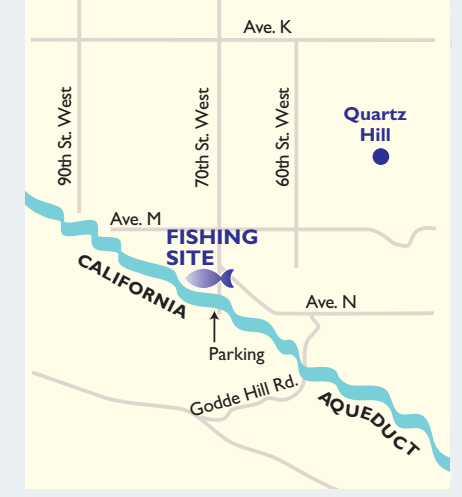 Ave. K
90th St. West
70th St. West
60th St. West
Quartz
Hill
Ave. M
FISHING
SITE
CALIFORNIA
Ave. N
Parking
Godde Hill Rd.
AQUEDUCT